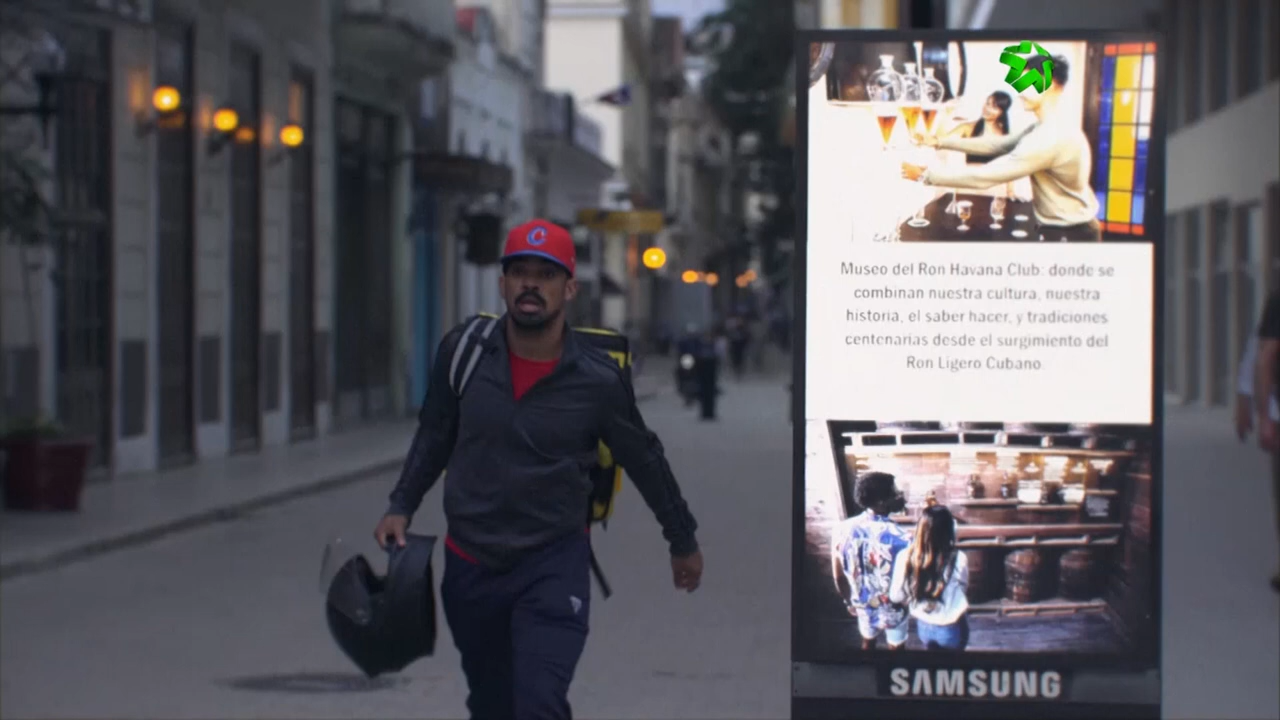 C
Museo del Ron Havana Club: donde se
combinan nuestra cultura, nuestra
historia, el saber hacer, y tradiciones
centenarias desde el surgimiento del
Ron Ligero Cubano.
SAMSUNG